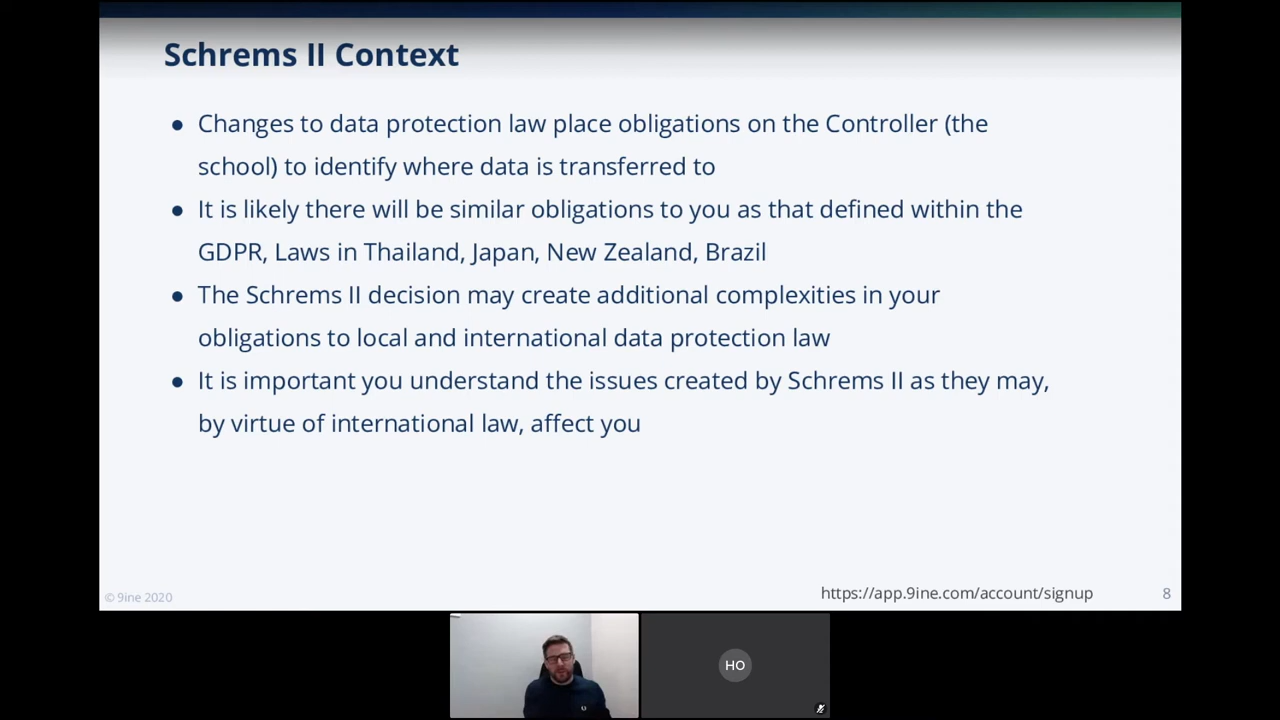 Schrems II Context
● Changes to data protection law place obligations on the Controller (the
school) to identify where data is transferred to
● It is likely there will be similar obligations to you as that defined within the
GDPR, Laws in Thailand, Japan, New Zealand, Brazil
● The Schrems II decision may create additional complexities in your
obligations to local and international data protection law
● It is important you understand the issues created by Schrems II as they may,
by virtue of international law, affect you
© 9ine 2020
https://app.9ine.com/account/signup
8
HO